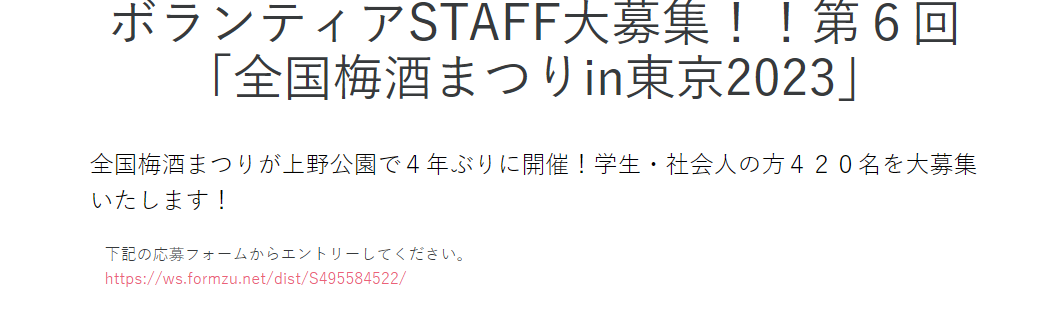 ボランティアSTAFF大募集！！第６回
「全国梅酒まつりin東京2023」
全国梅酒まつりが上野公園で４年ぶりに開催！学生・社会人の方４２０名を大募集
いたします！
下記の応募フォームからエントリーしてください。
https://ws.formzu.net/dist/S495584522/